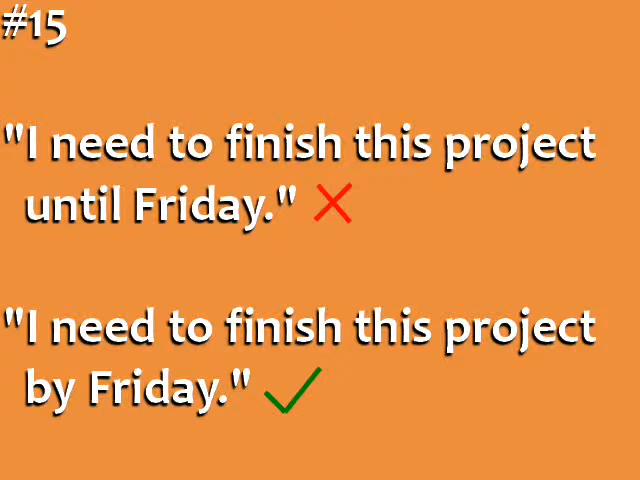 #15
"I need to finish this project
until Friday."
"I need to finish this project
by Friday."